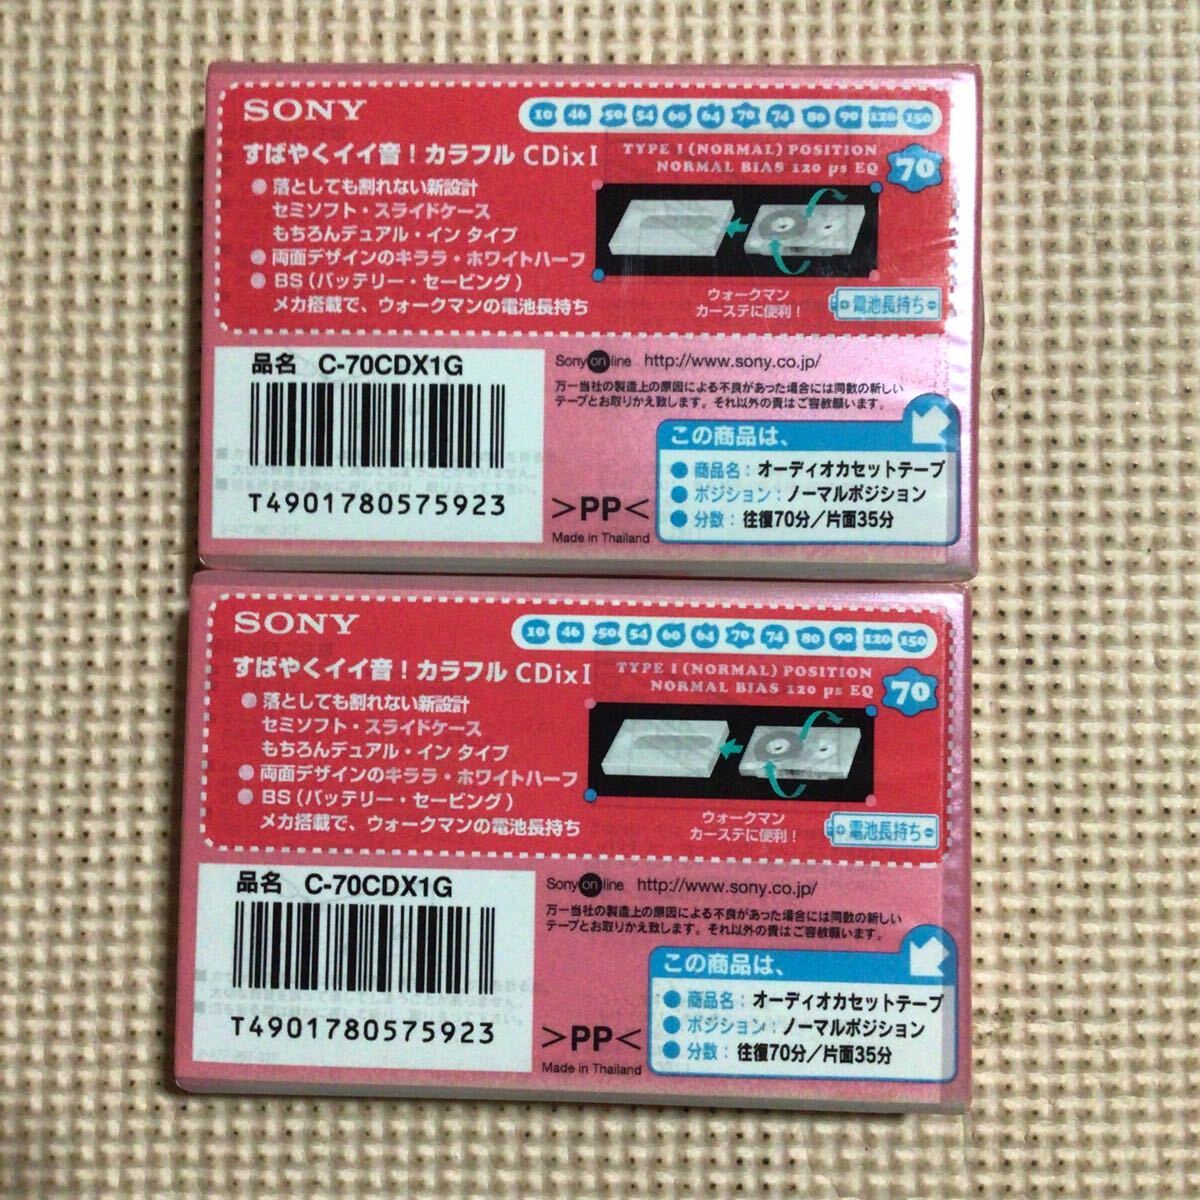 SONY
10 46 50 54 60 64 70 74 80 90 120 150
すばやくイイ音！カラフル CDixⅠ
TYPE I (NORMAL) POSITION
NORMAL BIAS 120 µs EQ
70
● 落としても割れない新設計
セミソフト・スライドケース
もちろんデュアル・イン タイプ
● 両面デザインのキララ・ホワイトハーフ
● BS（バッテリー・セービング）
メカ搭載で、ウォークマンの電池長持ち
ウォークマン
カーステに便利！
+ 電池長持ち -
品名 C-70CDX1G
T4901780575923
Sony on line http://www.sony.co.jp/
万一当社の製造上の原因による不良があった場合には同数の新しい
テープとお取りかえ致します。それ以外の責はご容赦願います。
>PP<
Made in Thailand
この商品は、
● 商品名：オーディオカセットテープ
● ポジション：ノーマルポジション
● 分数：往復70分／片面35分
SONY
10 46 50 54 60 64 70 74 80 90 120 150
すばやくイイ音！カラフル CDixⅠ
TYPE I (NORMAL) POSITION
NORMAL BIAS 120 µs EQ
70
● 落としても割れない新設計
セミソフト・スライドケース
もちろんデュアル・イン タイプ
● 両面デザインのキララ・ホワイトハーフ
● BS（バッテリー・セービング）
メカ搭載で、ウォークマンの電池長持ち
ウォークマン
カーステに便利！
+ 電池長持ち -
品名 C-70CDX1G
T4901780575923
Sony on line http://www.sony.co.jp/
万一当社の製造上の原因による不良があった場合には同数の新しい
テープとお取りかえ致します。それ以外の責はご容赦願います。
>PP<
Made in Thailand
この商品は、
● 商品名：オーディオカセットテープ
● ポジション：ノーマルポジション
● 分数：往復70分／片面35分